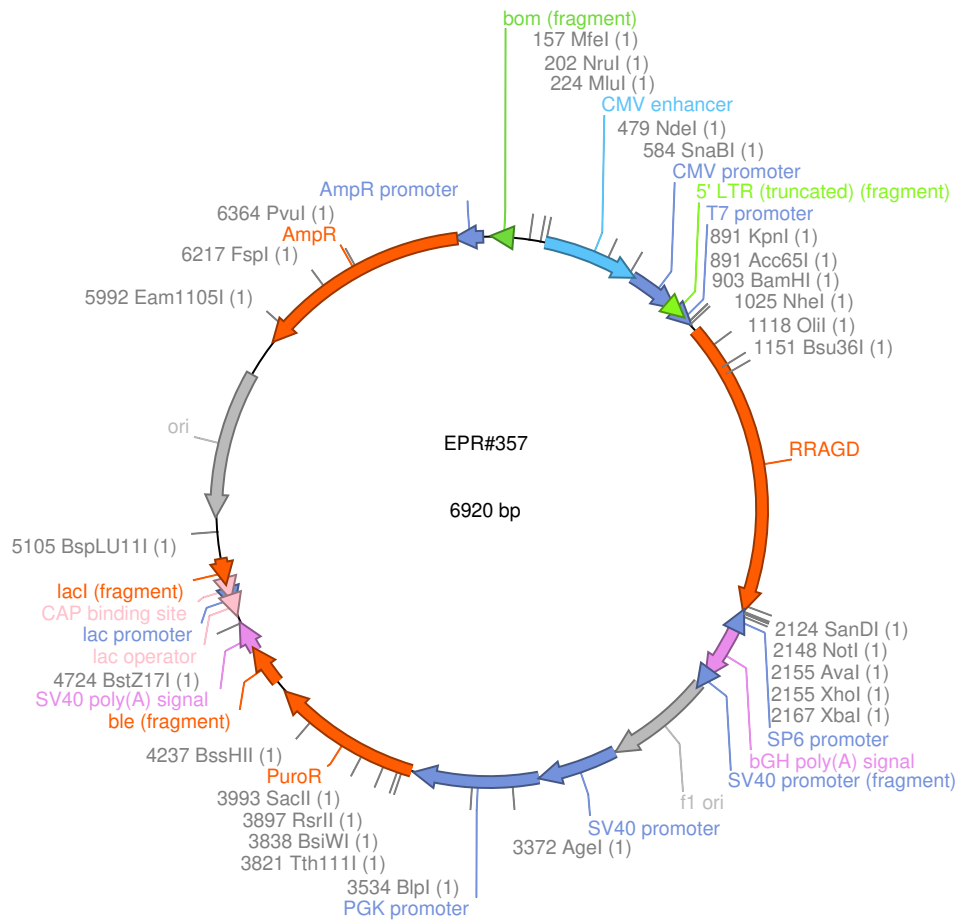 bom (fragment)
157 MfeI (1)
202 NruI (1)
224 MluI (1)
CMV enhancer
479 NdeI (1)
584 SnaBI (1)
CMV promoter
5' LTR (truncated) (fragment)
T7 promoter
891 KpnI (1)
891 Acc65I (1)
903 BamHI (1)
1025 NheI (1)
1118 OliI (1)
1151 Bsu36I (1)
RRAGD
2124 SanDI (1)
2148 NotI (1)
2155 AvaI (1)
2155 XhoI (1)
2167 XbaI (1)
SP6 promoter
bGH poly(A) signal
SV40 promoter (fragment)
f1 ori
SV40 promoter
3372 AgeI (1)
3534 BlpI (1)
PGK promoter
3821 Tth111I (1)
3838 BsiWI (1)
3897 RsrII (1)
3993 SacII (1)
PuroR
4237 BssHII (1)
ble (fragment)
SV40 poly(A) signal
4724 BstZ17I (1)
lac operator
lac promoter
CAP binding site
lacI (fragment)
5105 BspLU11I (1)
ori
5992 Eam1105I (1)
6217 FspI (1)
AmpR
6364 PvuI (1)
AmpR promoter
EPR#357
6920 bp